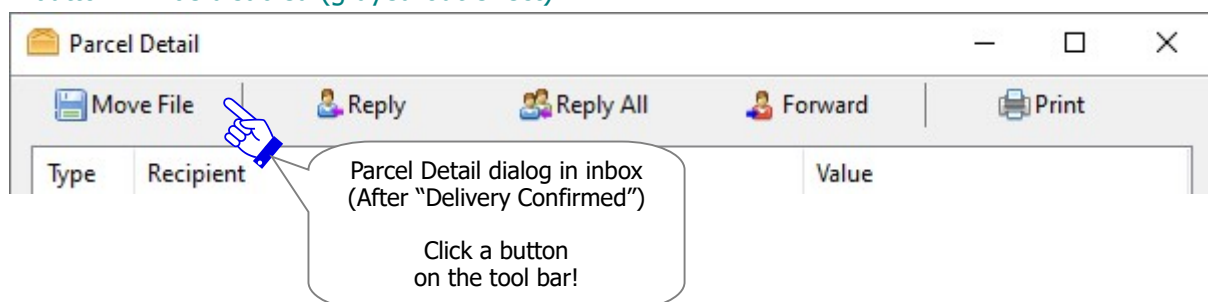 Parcel Detail
Move File Reply Reply All Forward Print
Type Recipient Value
Parcel Detail dialog in inbox
(After “Delivery Confirmed”)
Click a button
on the tool bar!